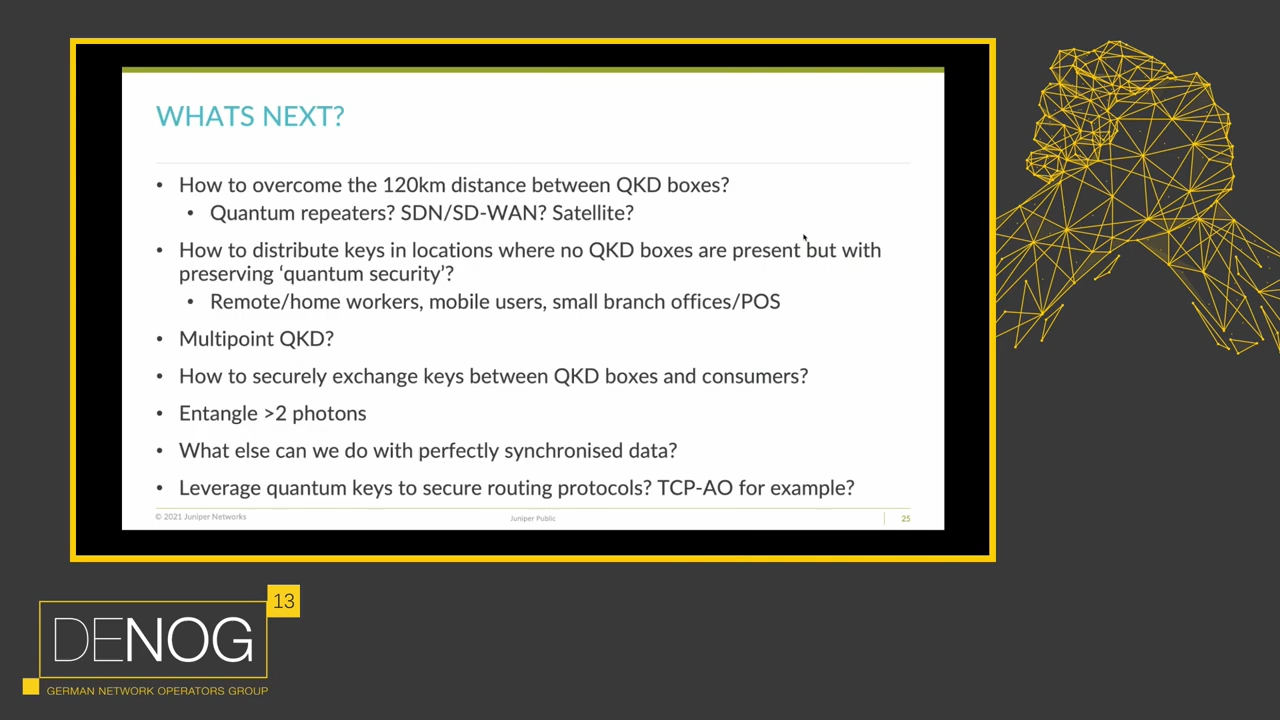 WHATS NEXT?
• How to overcome the 120km distance between QKD boxes?
• Quantum repeaters? SDN/SD-WAN? Satellite?
• How to distribute keys in locations where no QKD boxes are present but with
preserving ‘quantum security’?
• Remote/home workers, mobile users, small branch offices/POS
• Multipoint QKD?
• How to securely exchange keys between QKD boxes and consumers?
• Entangle >2 photons
• What else can we do with perfectly synchronised data?
• Leverage quantum keys to secure routing protocols? TCP-AO for example?
© 2021 Juniper Networks
Juniper Public
25
13
DENOG
GERMAN NETWORK OPERATORS GROUP